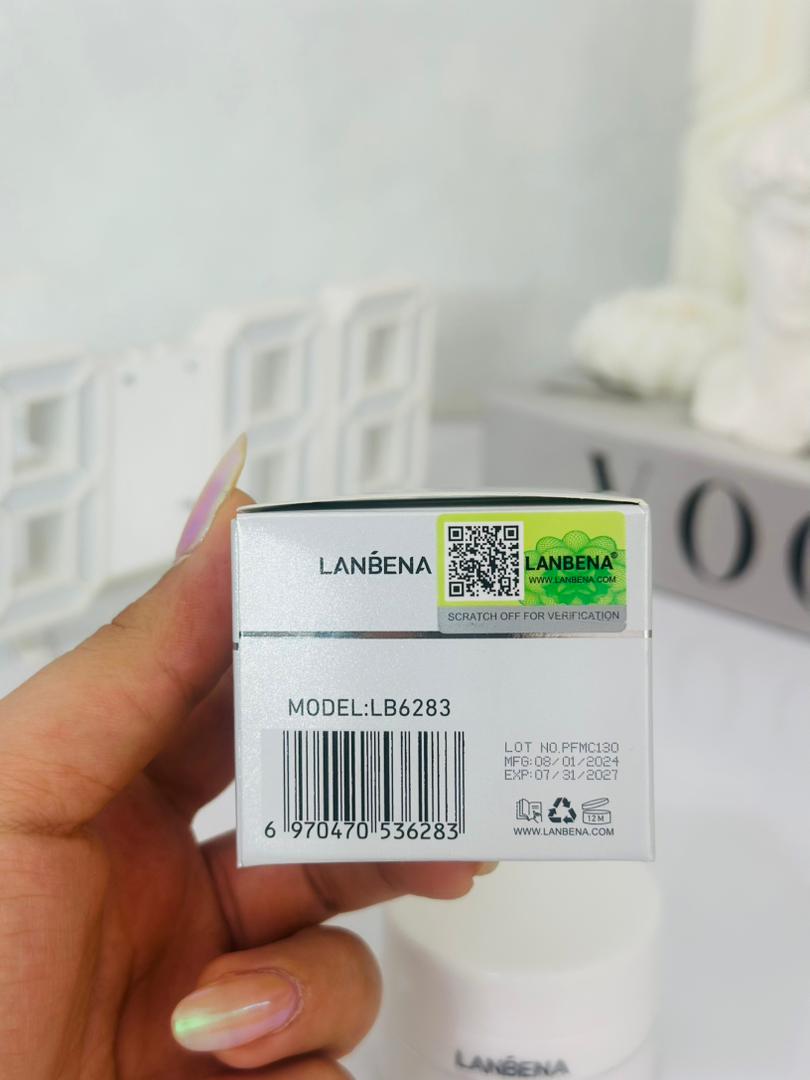 VOG
LANBENA
LANBENA®
WWW.LANBENA.COM
SCRATCH OFF FOR VERIFICATION
MODEL:LB6283
6 970470 536283
LOT NO.PFMC130
MFG:08/01/2024
EXP:07/31/2027
12M
WWW.LANBENA.COM
LANBENA